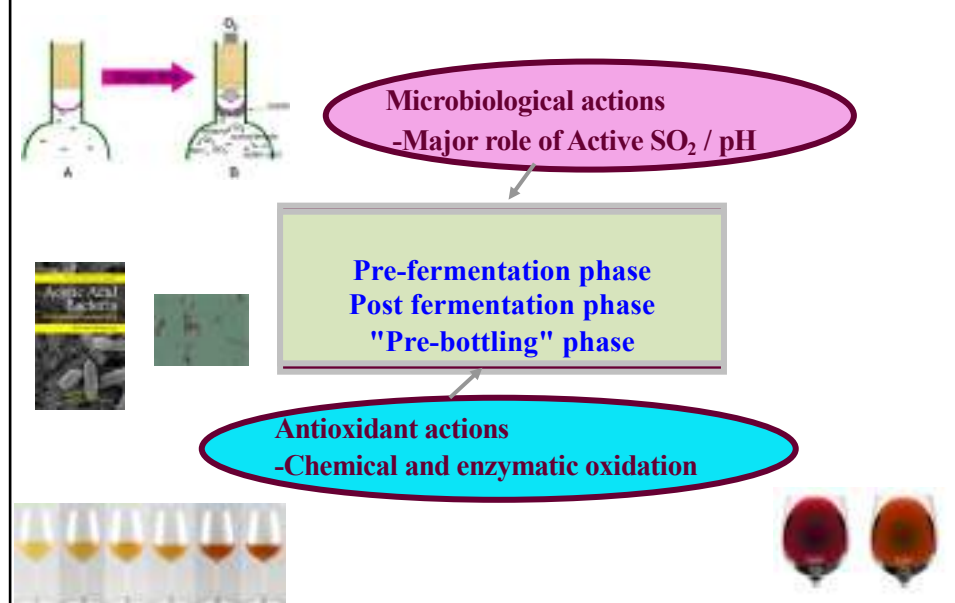 O₂
A
B
Microbiological actions
-Major role of Active SO₂ / pH
Pre-fermentation phase
Post fermentation phase
"Pre-bottling" phase
Acetic Acid
Bacteria
Antioxidant actions
-Chemical and enzymatic oxidation